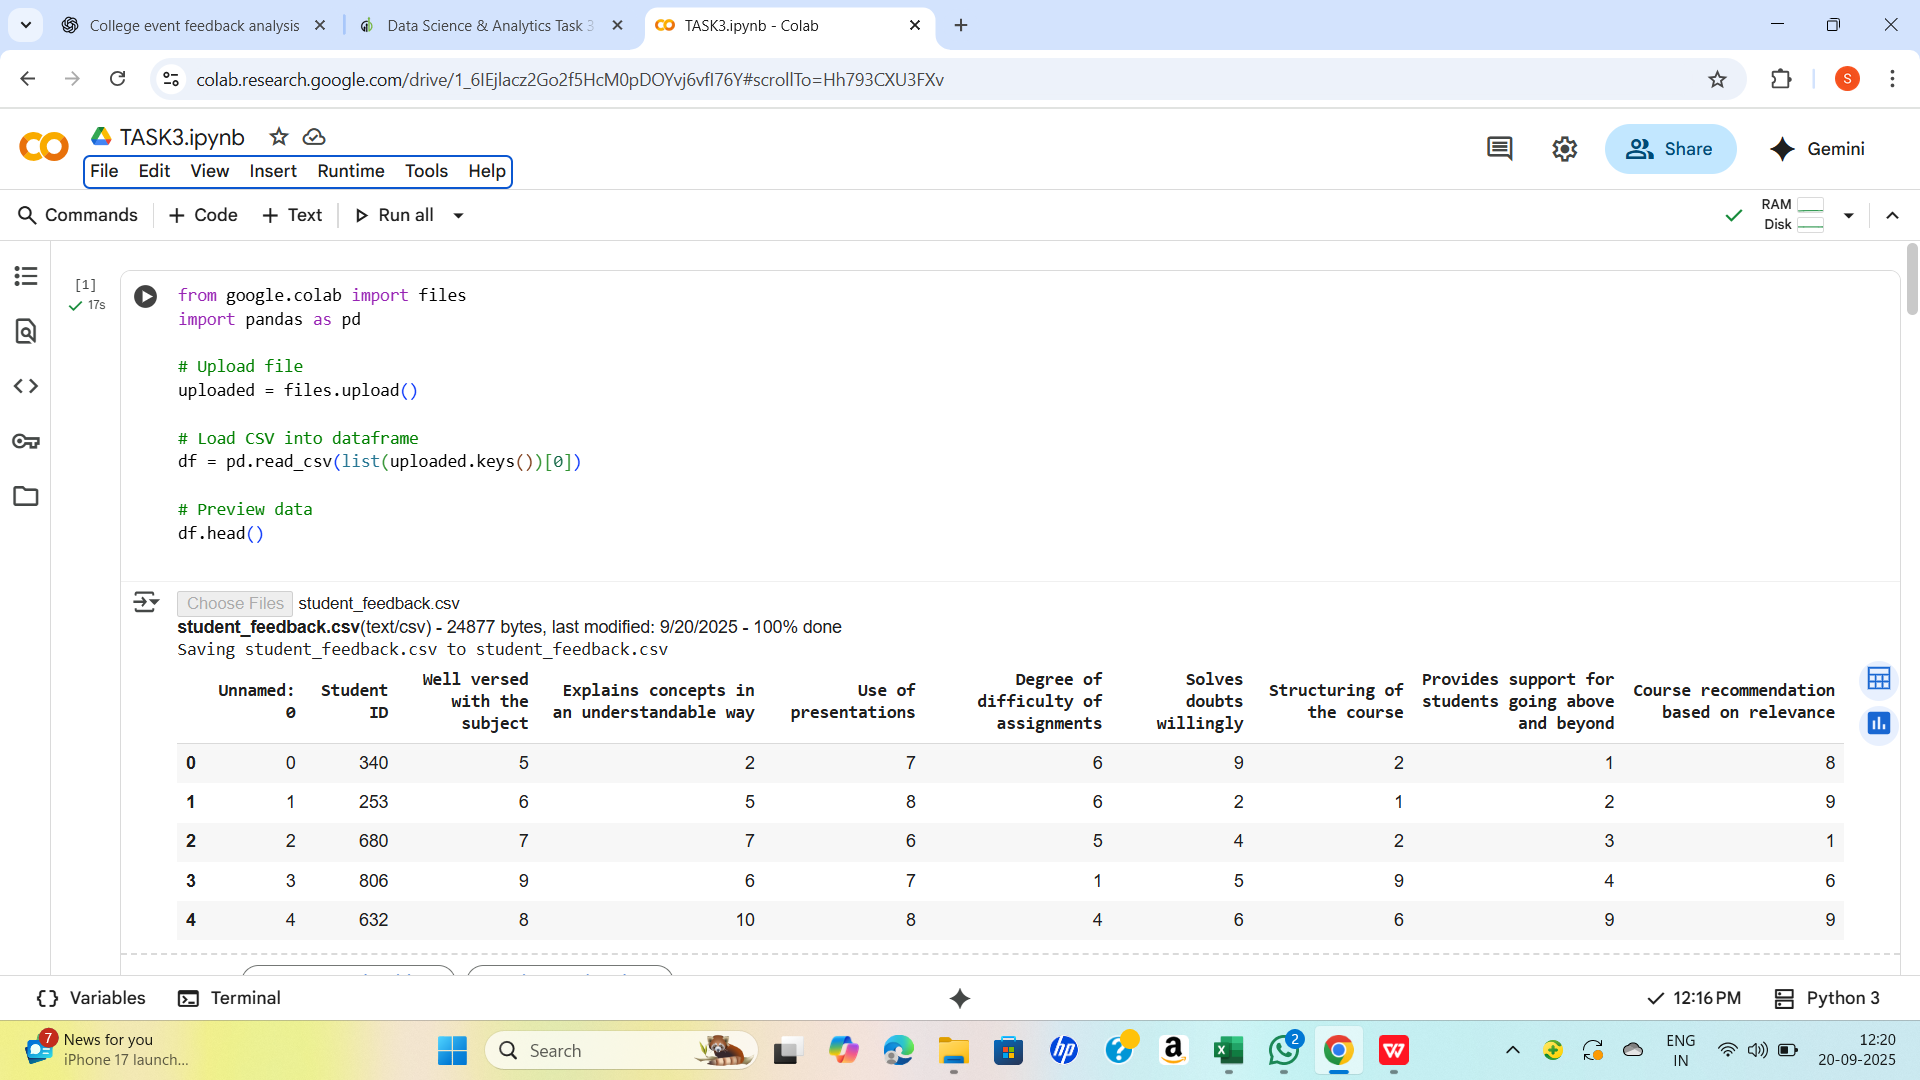 College event feedback analysis
Data Science & Analytics Task 3
TASK3.ipynb - Colab
colab.research.google.com/drive/1_6IEjlacz2Go2f5HcM0pDOYvj6vfI76Y#scrollTo=Hh793CXU3FXv
S
TASK3.ipynb
File Edit View Insert Runtime Tools Help
Share
Gemini
Commands + Code + Text Run all
RAM
Disk
[1]
17s
from google.colab import files
import pandas as pd
# Upload file
uploaded = files.upload()
# Load CSV into dataframe
df = pd.read_csv(list(uploaded.keys())[0])
# Preview data
df.head()
Choose Files student_feedback.csv
student_feedback.csv(text/csv) - 24877 bytes, last modified: 9/20/2025 - 100% done
Saving student_feedback.csv to student_feedback.csv
Unnamed: 0
Student ID
Well versed with the subject
Explains concepts in an understandable way
Use of presentations
Degree of difficulty of assignments
Solves doubts willingly
Structuring of the course
Provides support for students going above and beyond
Course recommendation based on relevance
0 0 340 5 2 7 6 9 2 1 8
1 1 253 6 5 8 6 2 1 2 9
2 2 680 7 7 6 5 4 2 3 1
3 3 806 9 6 7 1 5 9 4 6
4 4 632 8 10 8 4 6 6 9 9
Variables Terminal
12:16 PM Python 3
7
News for you
iPhone 17 launch...
Search
hp
?
a
2
W
ENG
IN
12:20
20-09-2025